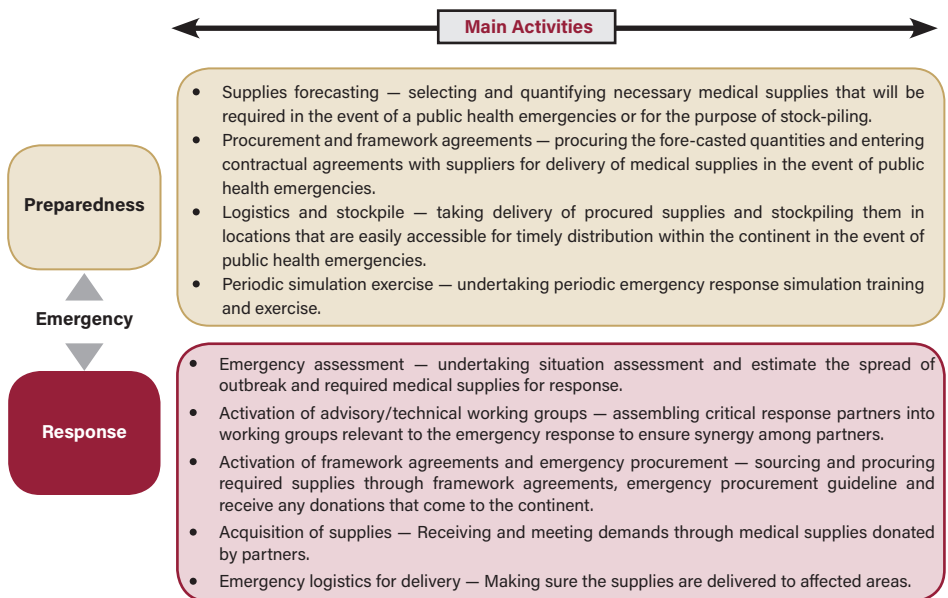 Main Activities
• Supplies forecasting — selecting and quantifying necessary medical supplies that will be
required in the event of a public health emergencies or for the purpose of stock-piling.
• Procurement and framework agreements — procuring the fore-casted quantities and entering
contractual agreements with suppliers for delivery of medical supplies in the event of public
health emergencies.
Preparedness
• Logistics and stockpile — taking delivery of procured supplies and stockpiling them in
locations that are easily accessible for timely distribution within the continent in the event of
public health emergencies.
• Periodic simulation exercise — undertaking periodic emergency response simulation training
and exercise.
Emergency
• Emergency assessment — undertaking situation assessment and estimate the spread of
outbreak and required medical supplies for response.
• Activation of advisory/technical working groups — assembling critical response partners into
working groups relevant to the emergency response to ensure synergy among partners.
Response
• Activation of framework agreements and emergency procurement — sourcing and procuring
required supplies through framework agreements, emergency procurement guideline and
receive any donations that come to the continent.
• Acquisition of supplies — Receiving and meeting demands through medical supplies donated
by partners.
• Emergency logistics for delivery — Making sure the supplies are delivered to affected areas.